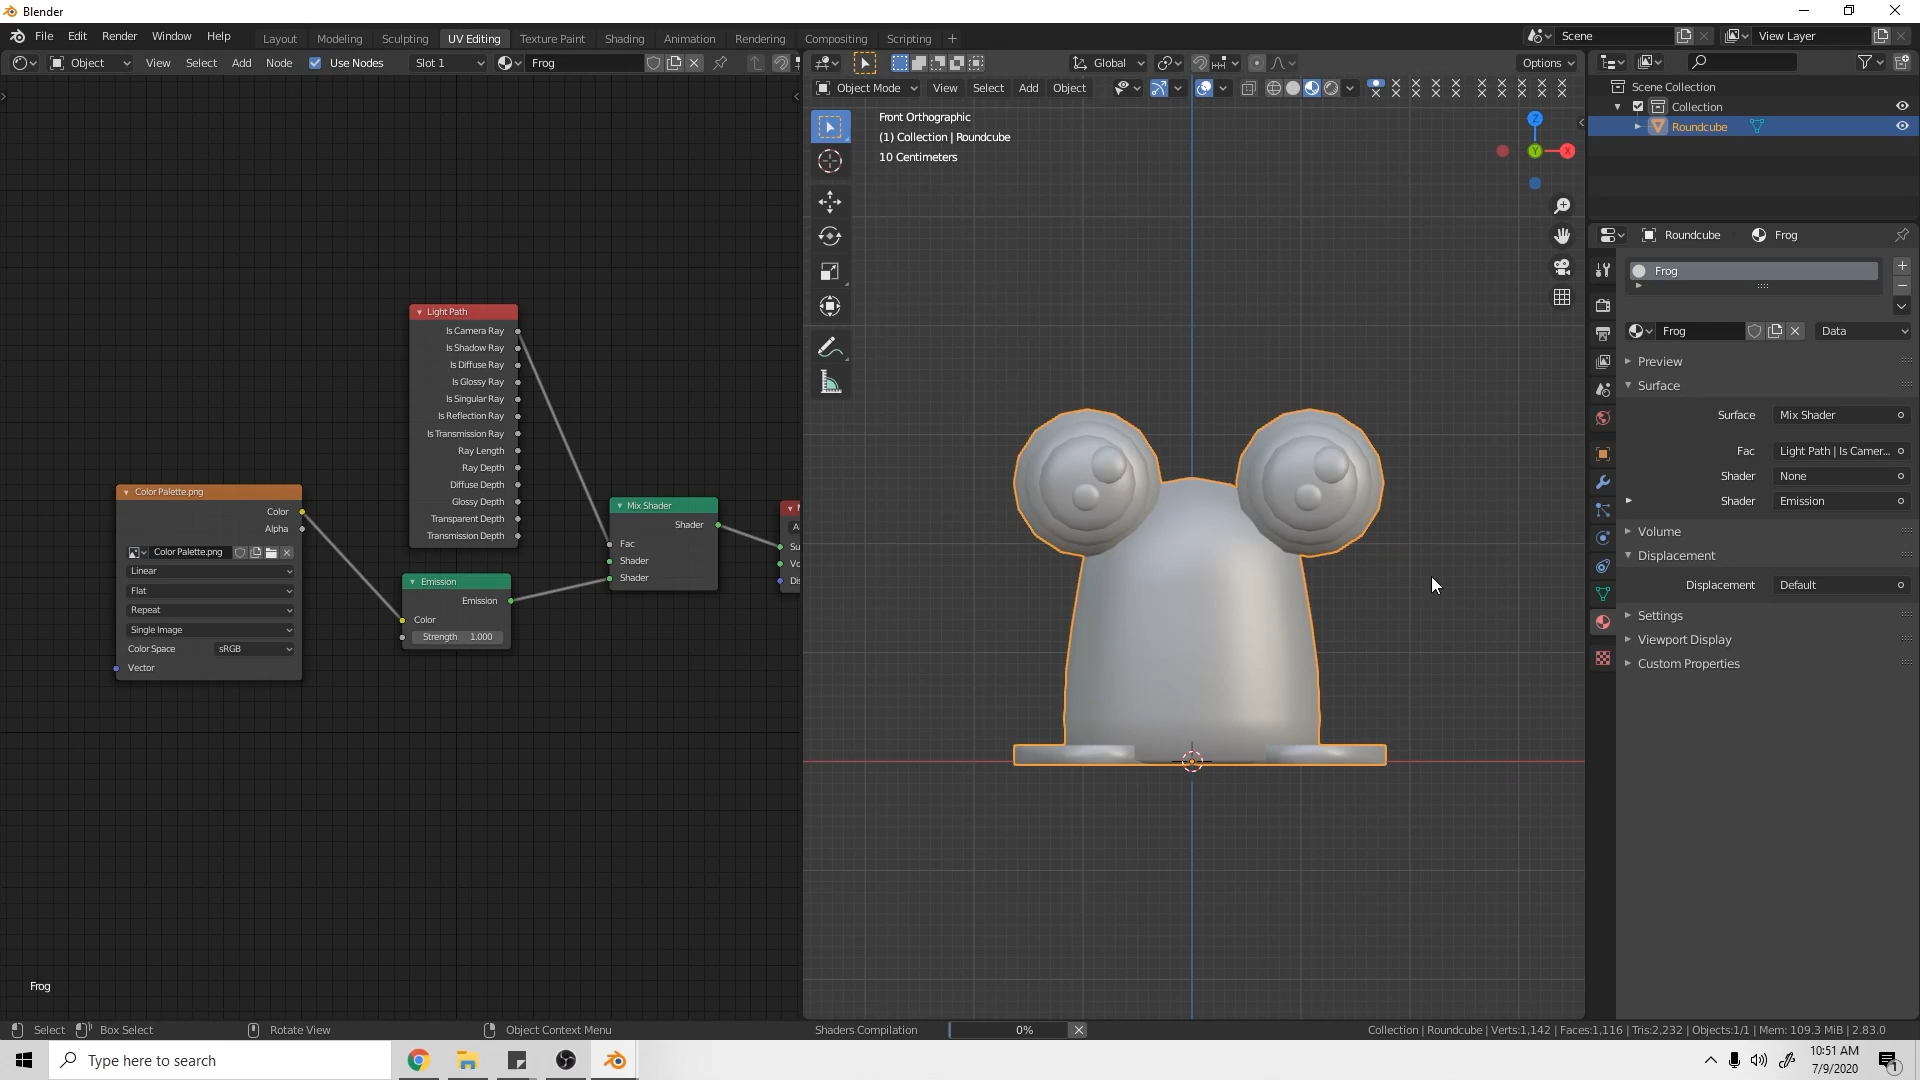 Blender
File Edit Render Window Help Layout Modeling Sculpting UV Editing Texture Paint Shading Animation Rendering Compositing Scripting + Scene View Layer
Object View Select Add Node Use Nodes Slot 1 Frog
Global Options
Object Mode View Select Add Object
Front Orthographic
(1) Collection | Roundcube
10 Centimeters
Z
Y
X
Light Path
Is Camera Ray
Is Shadow Ray
Is Diffuse Ray
Is Glossy Ray
Is Singular Ray
Is Reflection Ray
Is Transmission Ray
Ray Length
Ray Depth
Diffuse Depth
Glossy Depth
Transparent Depth
Transmission Depth
Color Palette.png
Color
Alpha
Color Palette.png
Linear
Flat
Repeat
Single Image
Color Space sRGB
Vector
Emission
Emission
Color
Strength 1.000
Mix Shader
Shader
Fac
Shader
Shader
A
Su
Vo
Di
Frog
Scene Collection
Collection
Roundcube
Roundcube Frog
Frog
Frog Data
Preview
Surface
Surface Mix Shader
Fac Light Path | Is Camer...
Shader None
Shader Emission
Volume
Displacement
Displacement Default
Settings
Viewport Display
Custom Properties
Select Box Select Rotate View Object Context Menu Shaders Compilation 0% Collection | Roundcube | Verts:1,142 | Faces:1,116 | Tris:2,232 | Objects:1/1 | Mem: 109.3 MiB | 2.83.0
Type here to search
10:51 AM
7/9/2020
1